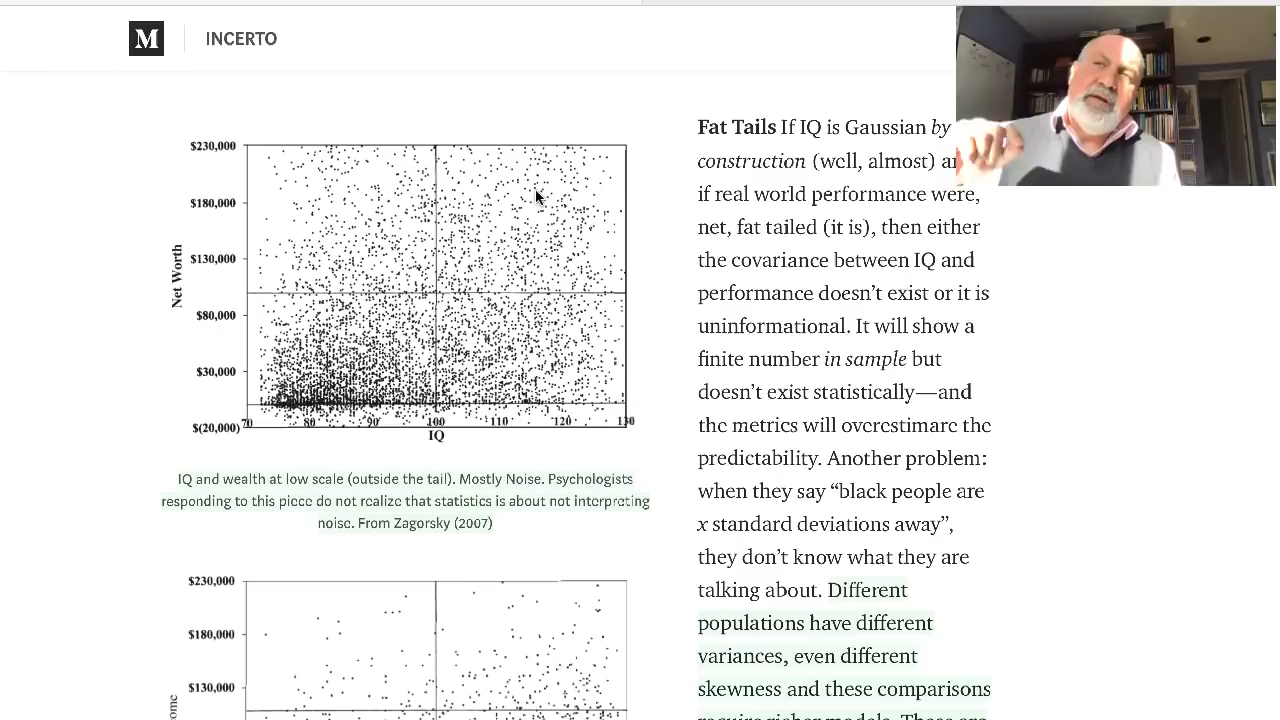 M
INCERTO
$230,000
$180,000
$130,000
$80,000
$30,000
$(20,000)
Net Worth
70 80 90 100 110 120 130
IQ
IQ and wealth at low scale (outside the tail). Mostly Noise. Psychologists
responding to this piece do not realize that statistics is about not interpreting
noise. From Zagorsky (2007)
$230,000
$180,000
$130,000
Fat Tails If IQ is Gaussian by
construction (well, almost)
if real world performance were,
net, fat tailed (it is), then either
the covariance between IQ and
performance doesn’t exist or it is
uninformational. It will show a
finite number in sample but
doesn’t exist statistically—and
the metrics will overestimare the
predictability. Another problem:
when they say “black people are
x standard deviations away”,
they don’t know what they are
talking about. Different
populations have different
variances, even different
skewness and these comparisons
require richer models. These are